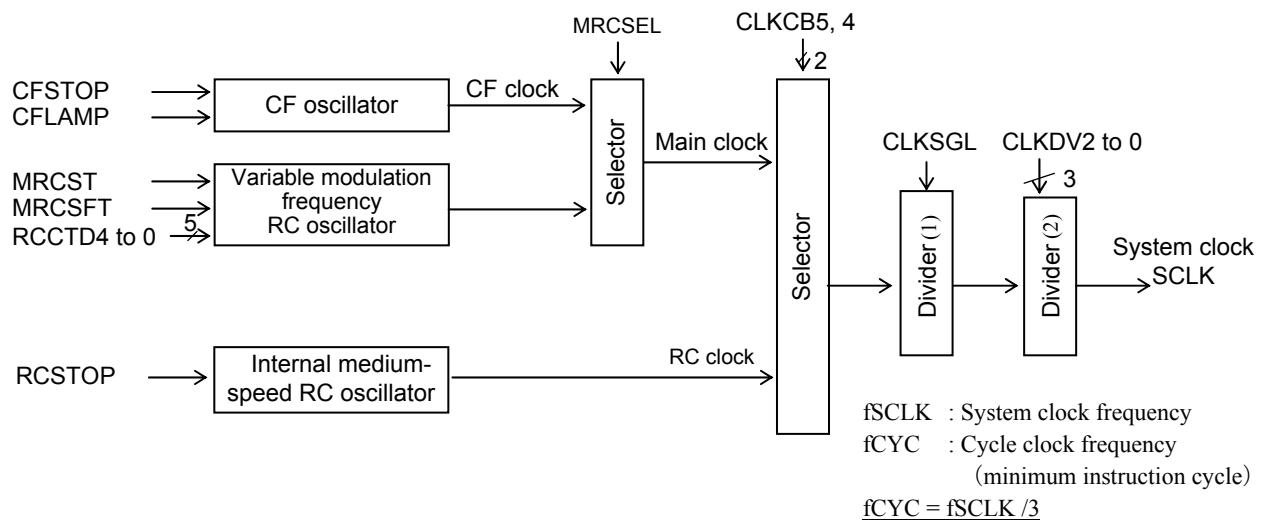 MRCSEL
CLKCB5, 4
2
CFSTOP
CFLAMP
CF oscillator
CF clock
Selector
Main clock
MRCST
MRCSFT
RCCTD4 to 0
5
Variable modulation
frequency
RC oscillator
Selector
CLKSGL
CLKDV2 to 0
3
Divider (1)
Divider (2)
System clock
SCLK
RCSTOP
Internal medium-
speed RC oscillator
RC clock
fSCLK : System clock frequency
fCYC : Cycle clock frequency
(minimum instruction cycle)
fCYC = fSCLK /3